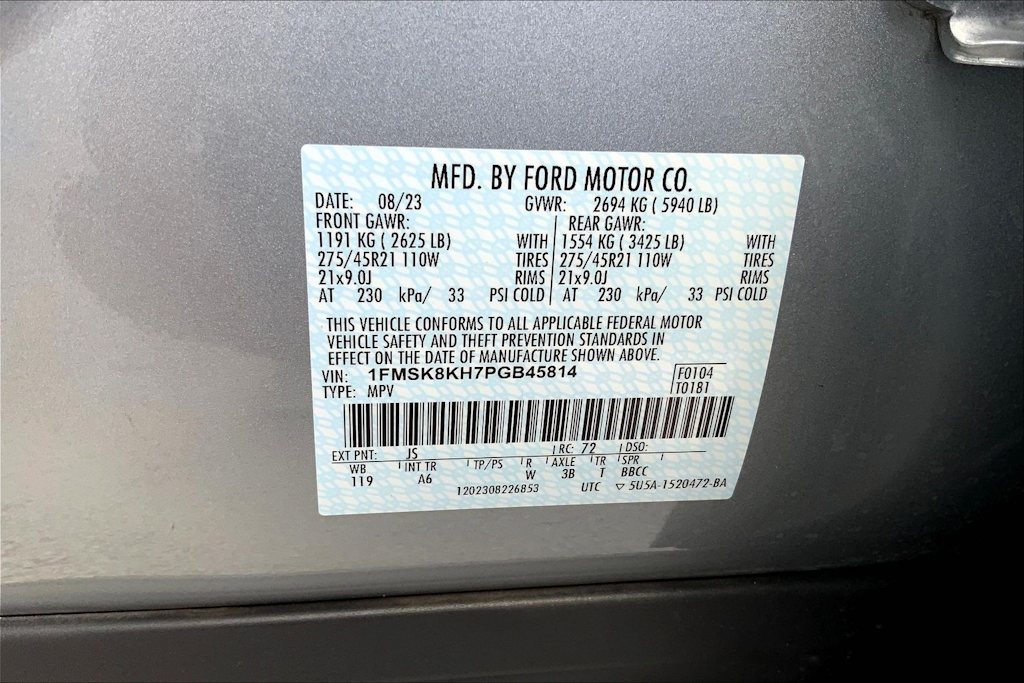 MFD. BY FORD MOTOR CO.
DATE: 08/23 GVWR: 2694 KG ( 5940 LB)
FRONT GAWR: REAR GAWR:
1191 KG ( 2625 LB) WITH 1554 KG ( 3425 LB) WITH
275/45R21 110W TIRES 275/45R21 110W TIRES
21x9.0J RIMS 21x9.0J RIMS
AT 230 kPa/ 33 PSI COLD AT 230 kPa/ 33 PSI COLD
THIS VEHICLE CONFORMS TO ALL APPLICABLE FEDERAL MOTOR
VEHICLE SAFETY AND THEFT PREVENTION STANDARDS IN
EFFECT ON THE DATE OF MANUFACTURE SHOWN ABOVE.
VIN: 1FMSK8KH7PGB45814 F0104
TYPE: MPV T0181
EXT PNT: JS RC: 72 DSO:
WB INT TR TP/PS R AXLE TR SPR
119 A6 W 3B T BBCC
1202308226853 UTC ▽ 5U5A-1520472-BA